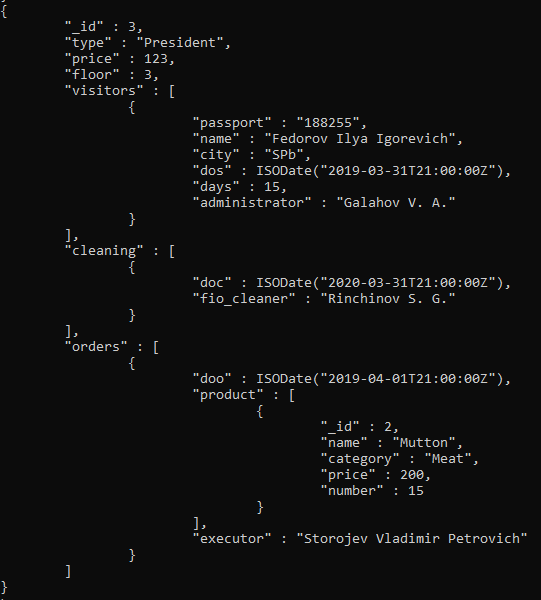 {
"_id" : 3,
"type" : "President",
"price" : 123,
"floor" : 3,
"visitors" : [
{
"passport" : "188255",
"name" : "Fedorov Ilya Igorevich",
"city" : "SPb",
"dos" : ISODate("2019-03-31T21:00:00Z"),
"days" : 15,
"administrator" : "Galahov V. A."
}
],
"cleaning" : [
{
"doc" : ISODate("2020-03-31T21:00:00Z"),
"fio_cleaner" : "Rinchinov S. G."
}
],
"orders" : [
{
"doo" : ISODate("2019-04-01T21:00:00Z"),
"product" : [
{
"_id" : 2,
"name" : "Mutton",
"category" : "Meat",
"price" : 200,
"number" : 15
}
],
"executor" : "Storojev Vladimir Petrovich"
}
]
}